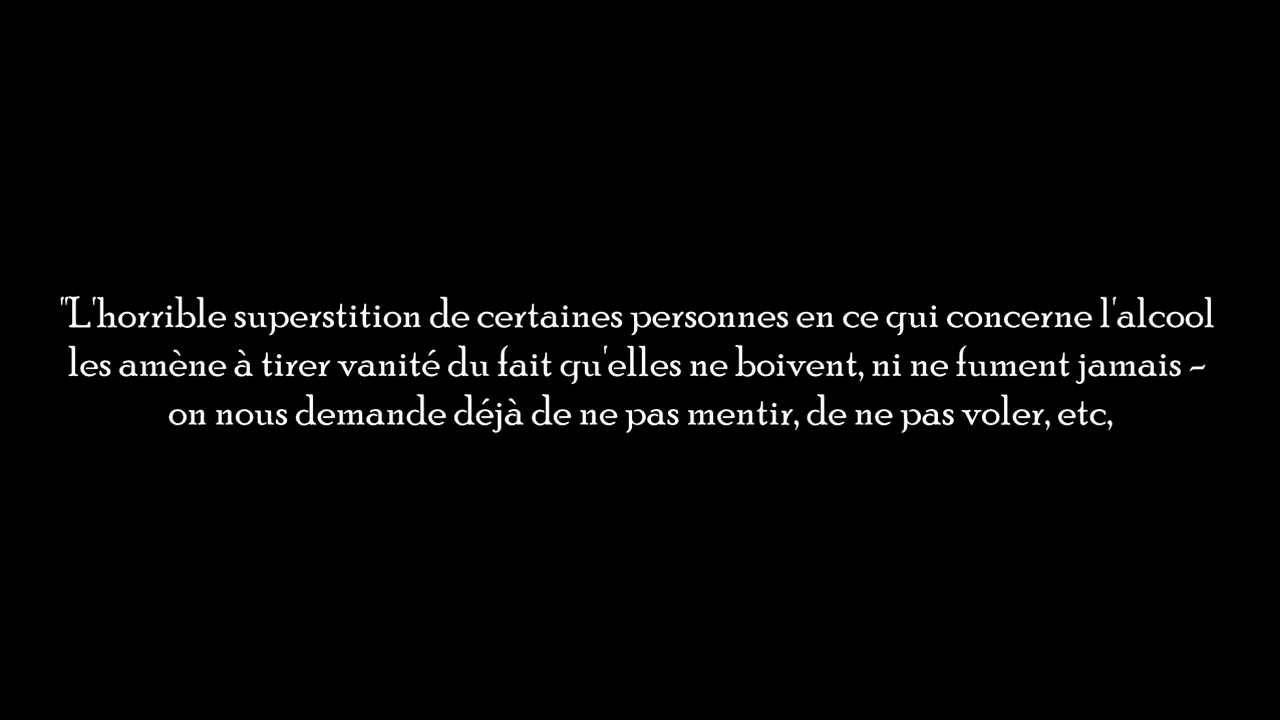 "L'horrible superstition de certaines personnes en ce qui concerne l'alcool
les amène à tirer vanité du fait qu'elles ne boivent, ni ne fument jamais -
on nous demande déjà de ne pas mentir, de ne pas voler, etc,